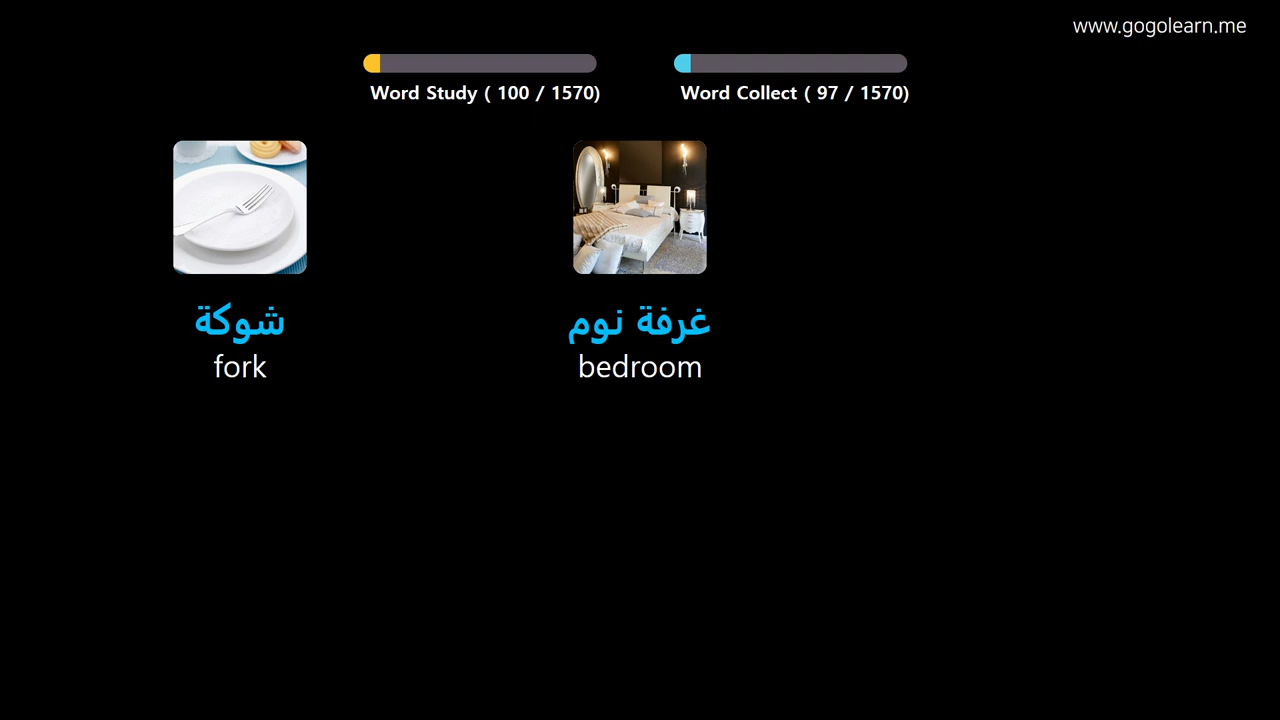 www.gogolearn.me
Word Study ( 100 / 1570)
Word Collect ( 97 / 1570)
شوكة
fork
غرفة نوم
bedroom